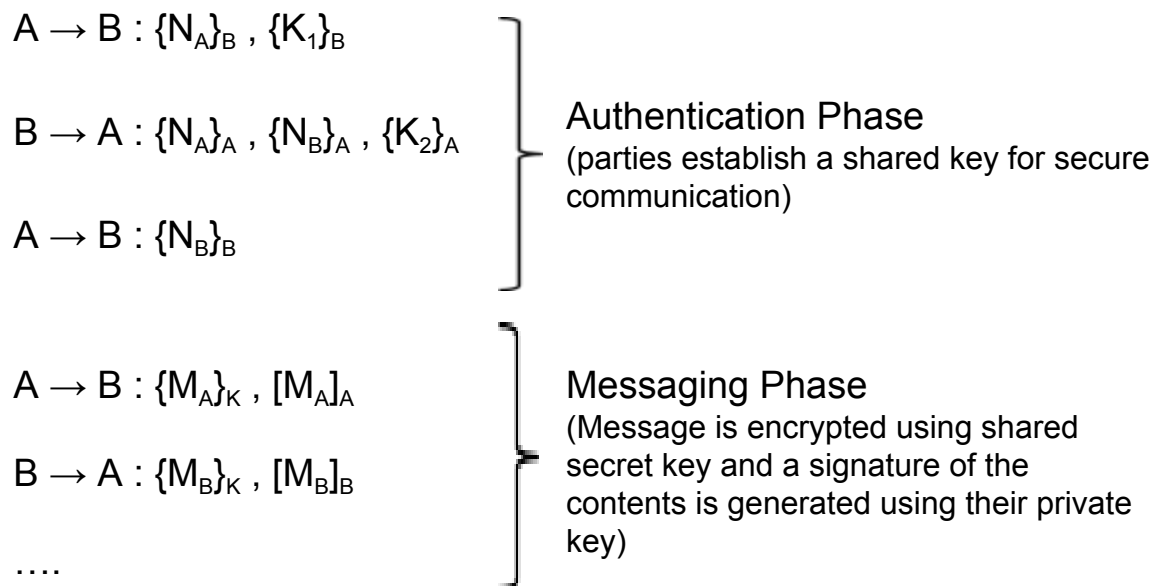 A → B : {N_A}_B , {K_1}_B
B → A : {N_A}_A , {N_B}_A , {K_2}_A
A → B : {N_B}_B
Authentication Phase
(parties establish a shared key for secure
communication)
A → B : {M_A}_K , [M_A]_A
B → A : {M_B}_K , [M_B]_B
....
Messaging Phase
(Message is encrypted using shared
secret key and a signature of the
contents is generated using their private
key)